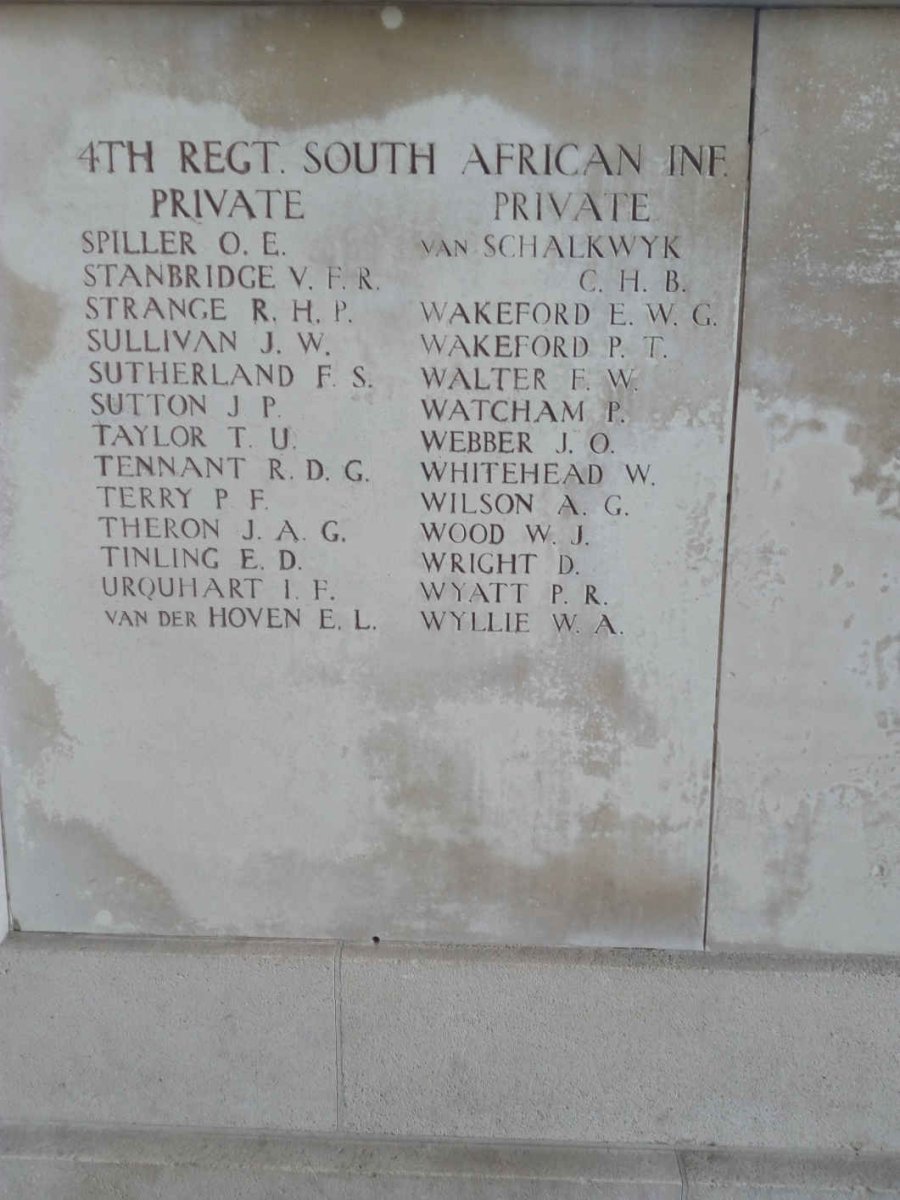 4TH REGT. SOUTH AFRICAN INF.
PRIVATE
SPILLER O. E.
STANBRIDGE V. F. R.
STRANGE R. H. P.
SULLIVAN J. W.
SUTHERLAND F. S.
SUTTON J P.
TAYLOR T. U.
TENNANT R. D. G.
TERRY P F.
THERON J. A. G.
TINLING E. D.
URQUHART I. F.
VAN DER HOVEN E. L.
PRIVATE
VAN SCHALKWYK
C. H. B.
WAKEFORD E. W. G.
WAKEFORD P. T.
WALTER F. W.
WATCHAM P.
WEBBER J. O.
WHITEHEAD W.
WILSON A. G.
WOOD W. J.
WRIGHT D.
WYATT P. R.
WYLLIE W. A.